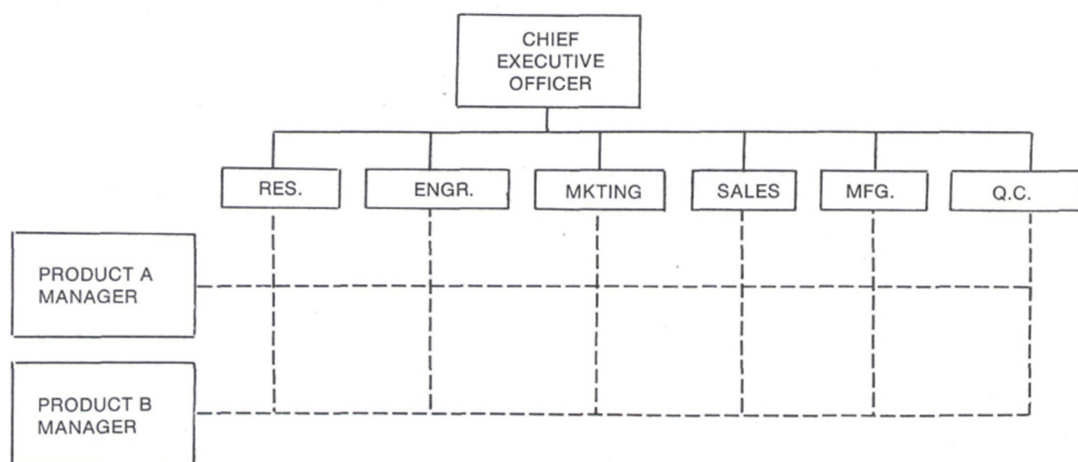 CHIEF
EXECUTIVE
OFFICER
RES.
ENGR.
MKTING
SALES
MFG.
Q.C.
PRODUCT A
MANAGER
PRODUCT B
MANAGER